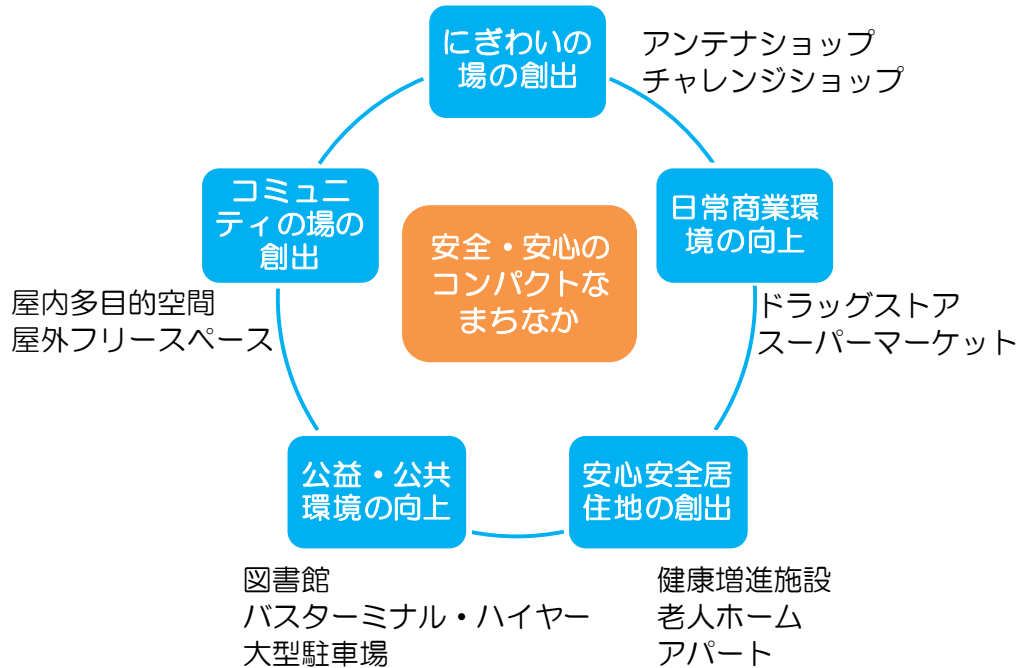 にぎわいの
場の創出
アンテナショップ
チャレンジショップ
コミュニ
ティの場の
創出
日常商業環
境の向上
安全・安心の
コンパクトな
まちなか
屋内多目的空間
屋外フリースペース
ドラッグストア
スーパーマーケット
公益・公共
環境の向上
安心安全居
住地の創出
図書館
バスターミナル・ハイヤー
大型駐車場
健康増進施設
老人ホーム
アパート